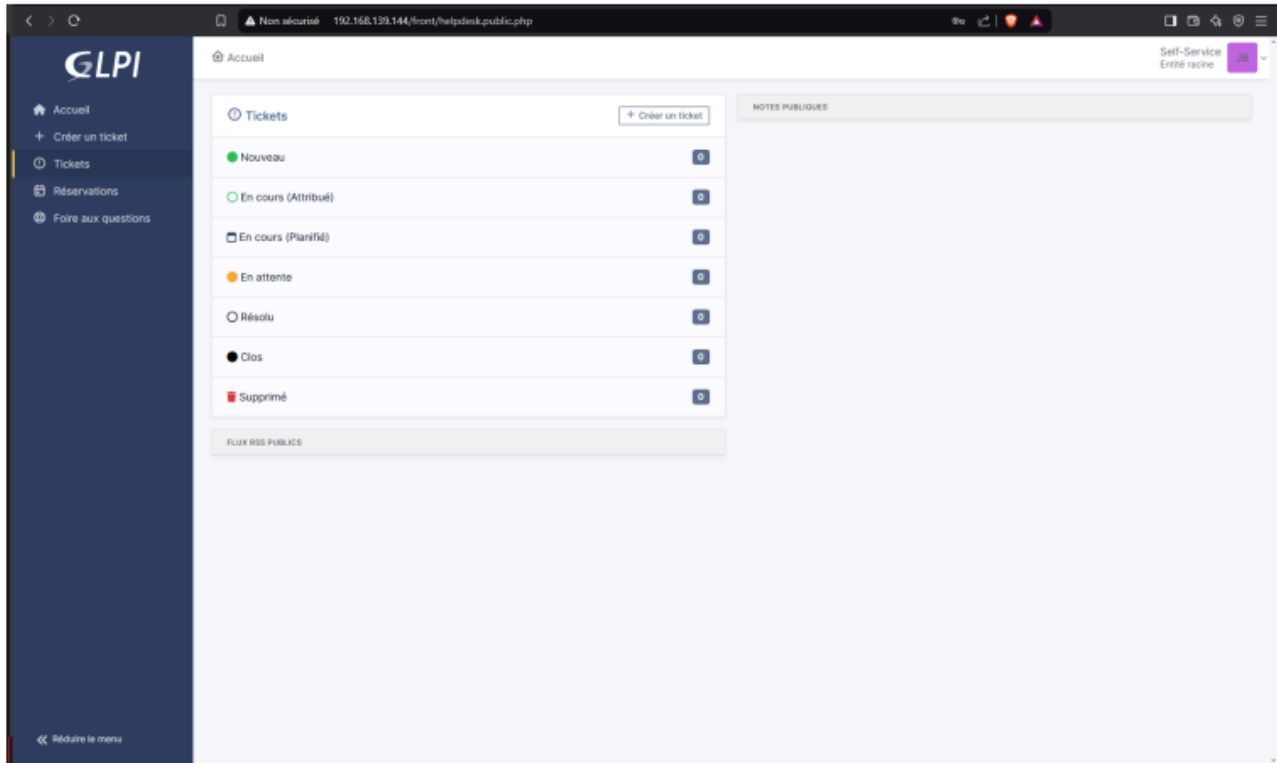 Non sécurisé 192.168.139.144/front/helpdesk.public.php
GLPI
Accueil
Créer un ticket
Tickets
Réservations
Foire aux questions
Réduire le menu
Accueil
Self-Service
Entité racine
JB
Tickets
+ Créer un ticket
Nouveau 0
En cours (Attribué) 0
En cours (Planifié) 0
En attente 0
Résolu 0
Clos 0
Supprimé 0
FLUX RSS PUBLICS
NOTES PUBLIQUES